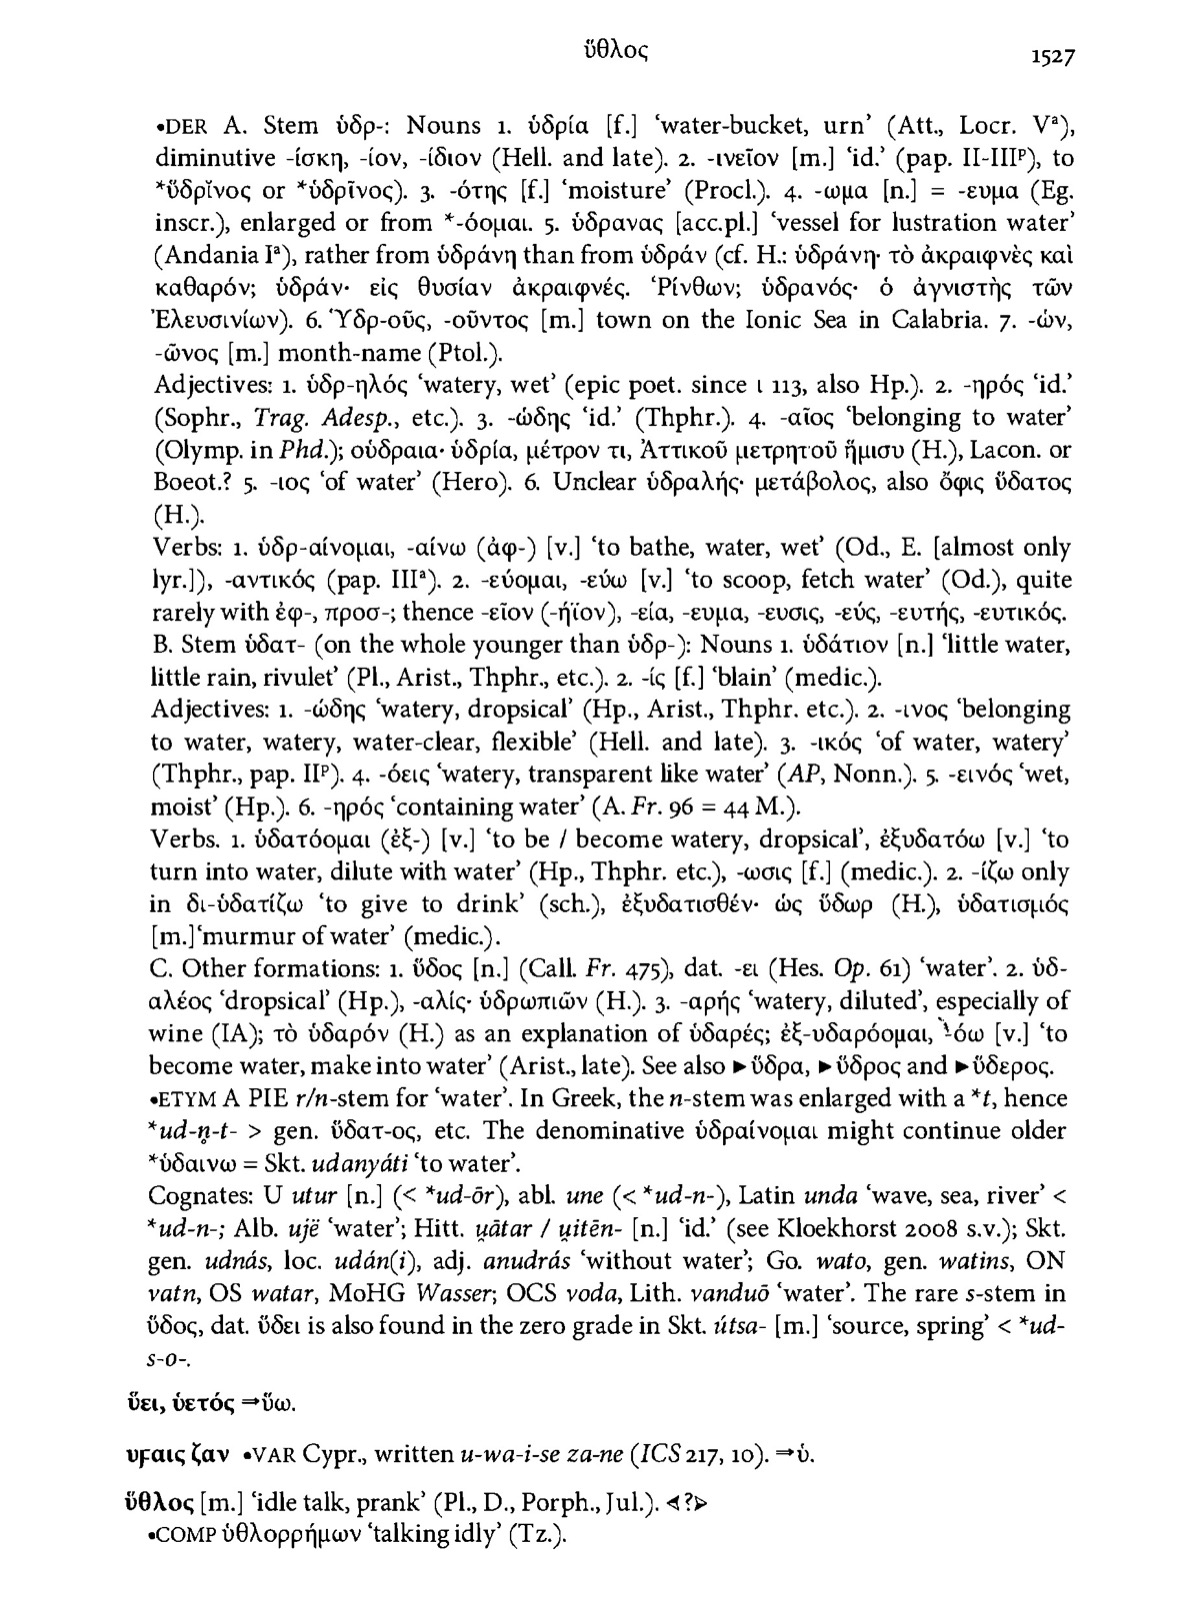 ὕθλος 1527
•DER A. Stem ὑδρ-: Nouns 1. ὑδρία [f.] ‘water-bucket, urn’ (Att., Locr. Vᵃ),
diminutive -ίσκη, -ίον, -ίδιον (Hell. and late). 2. -ινεῖον [m.] ‘id.’ (pap. II-IIIᵖ), to
*ὕδρῐνος or *ὑδρῖνος). 3. -ότης [f.] ‘moisture’ (Procl.). 4. -ωμα [n.] = -ευμα (Eg.
inscr.), enlarged or from *-όομαι. 5. ὑδρανας [acc.pl.] ‘vessel for lustration water’
(Andania Iᵃ), rather from ὑδράνη than from ὑδράν (cf. H.: ὑδράνη· τὸ ἀκραιφνὲς καὶ
καθαρόν; ὑδράν· εἰς θυσίαν ἀκραιφνές. Ῥίνθων; ὑδρανός· ὁ ἁγνιστὴς τῶν
Ἐλευσινίων). 6. Ὑδρ-οῦς, -οῦντος [m.] town on the Ionic Sea in Calabria. 7. -ών,
-ῶνος [m.] month-name (Ptol.).
Adjectives: 1. ὑδρ-ηλός ‘watery, wet’ (epic poet. since ι 113, also Hp.). 2. -ηρός ‘id.’
(Sophr., Trag. Adesp., etc.). 3. -ώδης ‘id.’ (Thphr.). 4. -αῖος ‘belonging to water’
(Olymp. in Phd.); οὑδραια· ὑδρία, μέτρον τι, Ἀττικοῦ μετρητοῦ ἥμισυ (H.), Lacon. or
Boeot.? 5. -ιος ‘of water’ (Hero). 6. Unclear ὑδραλής· μετάβολος, also ὄφις ὕδατος
(H.).
Verbs: 1. ὑδρ-αίνομαι, -αίνω (ἀφ-) [v.] ‘to bathe, water, wet’ (Od., E. [almost only
lyr.]), -αντικός (pap. IIIᵃ). 2. -εύομαι, -εύω [v.] ‘to scoop, fetch water’ (Od.), quite
rarely with ἐφ-, προσ-; thence -εῖον (-ήϊον), -εία, -ευμα, -ευσις, -εύς, -ευτής, -ευτικός.
B. Stem ὑδατ- (on the whole younger than ὑδρ-): Nouns 1. ὑδάτιον [n.] ‘little water,
little rain, rivulet’ (Pl., Arist., Thphr., etc.). 2. -ίς [f.] ‘blain’ (medic.).
Adjectives: 1. -ώδης ‘watery, dropsical’ (Hp., Arist., Thphr. etc.). 2. -ινος ‘belonging
to water, watery, water-clear, flexible’ (Hell. and late). 3. -ικός ‘of water, watery’
(Thphr., pap. IIᵖ). 4. -όεις ‘watery, transparent like water’ (AP, Nonn.). 5. -εινός ‘wet,
moist’ (Hp.). 6. -ηρός ‘containing water’ (A. Fr. 96 = 44 M.).
Verbs. 1. ὑδατόομαι (ἐξ-) [v.] ‘to be / become watery, dropsical’, ἐξυδατόω [v.] ‘to
turn into water, dilute with water’ (Hp., Thphr. etc.), -ωσις [f.] (medic.). 2. -ίζω only
in δι-ὑδατίζω ‘to give to drink’ (sch.), ἐξυδατισθέν· ὡς ὕδωρ (H.), ὑδατισμός
[m.]‘murmur of water’ (medic.).
C. Other formations: 1. ὕδος [n.] (Call. Fr. 475), dat. -ει (Hes. Op. 61) ‘water’. 2. ὑδ-
αλέος ‘dropsical’ (Hp.), -αλίς· ὑδρωπιῶν (H.). 3. -αρής ‘watery, diluted’, especially of
wine (IA); τὸ ὑδαρόν (H.) as an explanation of ὑδαρές; ἐξ-υδαρόομαι, -όω [v.] ‘to
become water, make into water’ (Arist., late). See also ►ὕδρα, ►ὕδρος and ►ὕδερος.
•ETYM A PIE r/n-stem for ‘water’. In Greek, the n-stem was enlarged with a *t, hence
*ud-n̥-t- > gen. ὕδατ-ος, etc. The denominative ὑδραίνομαι might continue older
*ὑδαινω = Skt. udanyáti ‘to water’.
Cognates: U utur [n.] (< *ud-ōr), abl. une (< *ud-n-), Latin unda ‘wave, sea, river’ <
*ud-n-; Alb. ujë ‘water’; Hitt. u̯ātar / u̯itēn- [n.] ‘id.’ (see Kloekhorst 2008 s.v.); Skt.
gen. udnás, loc. udán(i), adj. anudrás ‘without water’; Go. wato, gen. watins, ON
vatn, OS watar, MoHG Wasser; OCS voda, Lith. vanduõ ‘water’. The rare s-stem in
ὕδος, dat. ὕδει is also found in the zero grade in Skt. útsa- [m.] ‘source, spring’ < *ud-
s-o-.
ὕει, ὑετός ⇒ὕω.
υϝαις ζαν •VAR Cypr., written u-wa-i-se za-ne (ICS 217, 10). ⇒ὑ.
ὕθλος [m.] ‘idle talk, prank’ (Pl., D., Porph., Jul.). ⋖?⋗
•COMP ὑθλορρήμων ‘talking idly’ (Tz.).